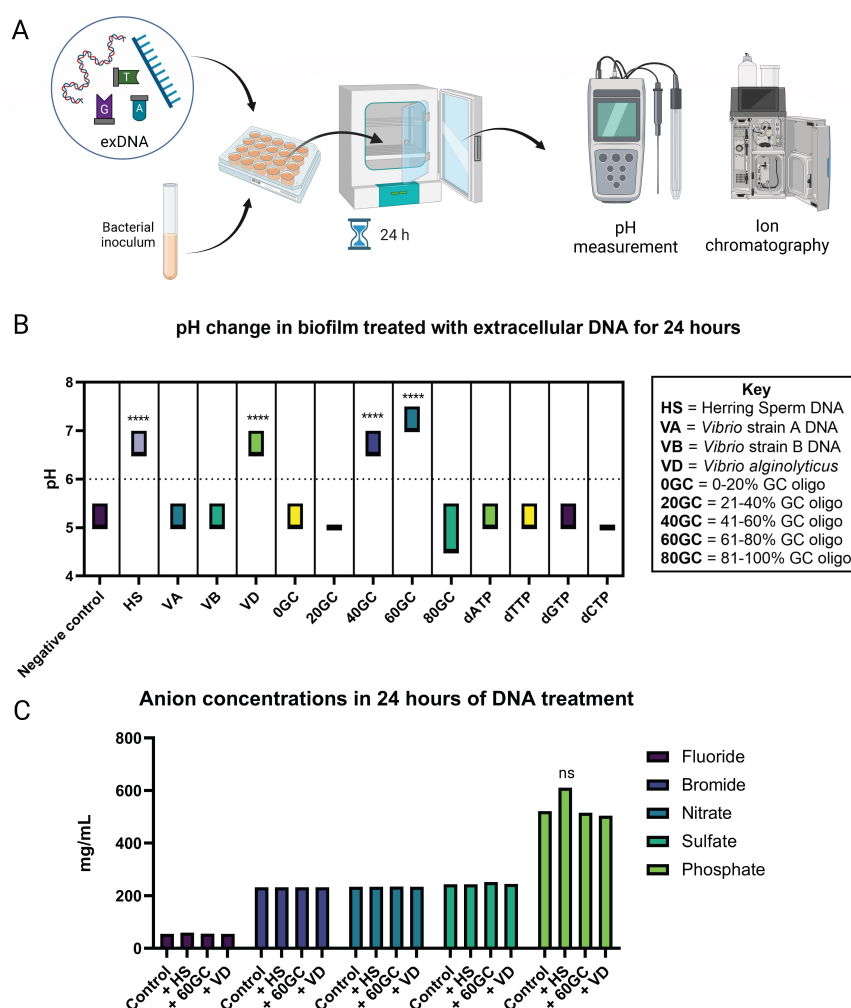 A
T
G
A
exDNA
Bacterial
inoculum
24 h
pH
measurement
Ion
chromatography
B
pH change in biofilm treated with extracellular DNA for 24 hours
8
7
6
5
4
pH
****
****
****
****
Negative control
HS
VA
VB
VD
0GC
20GC
40GC
60GC
80GC
dATP
dTTP
dGTP
dCTP
Key
HS = Herring Sperm DNA
VA = Vibrio strain A DNA
VB = Vibrio strain B DNA
VD = Vibrio alginolyticus
0GC = 0-20% GC oligo
20GC = 21-40% GC oligo
40GC = 41-60% GC oligo
60GC = 61-80% GC oligo
80GC = 81-100% GC oligo
C
Anion concentrations in 24 hours of DNA treatment
800
600
400
200
0
mg/mL
ns
Control
+ HS
+ 60GC
+ VD
Control
+ HS
+ 60GC
+ VD
Control
+ HS
+ 60GC
+ VD
Control
+ HS
+ 60GC
+ VD
Control
+ HS
+ 60GC
+ VD
Fluoride
Bromide
Nitrate
Sulfate
Phosphate